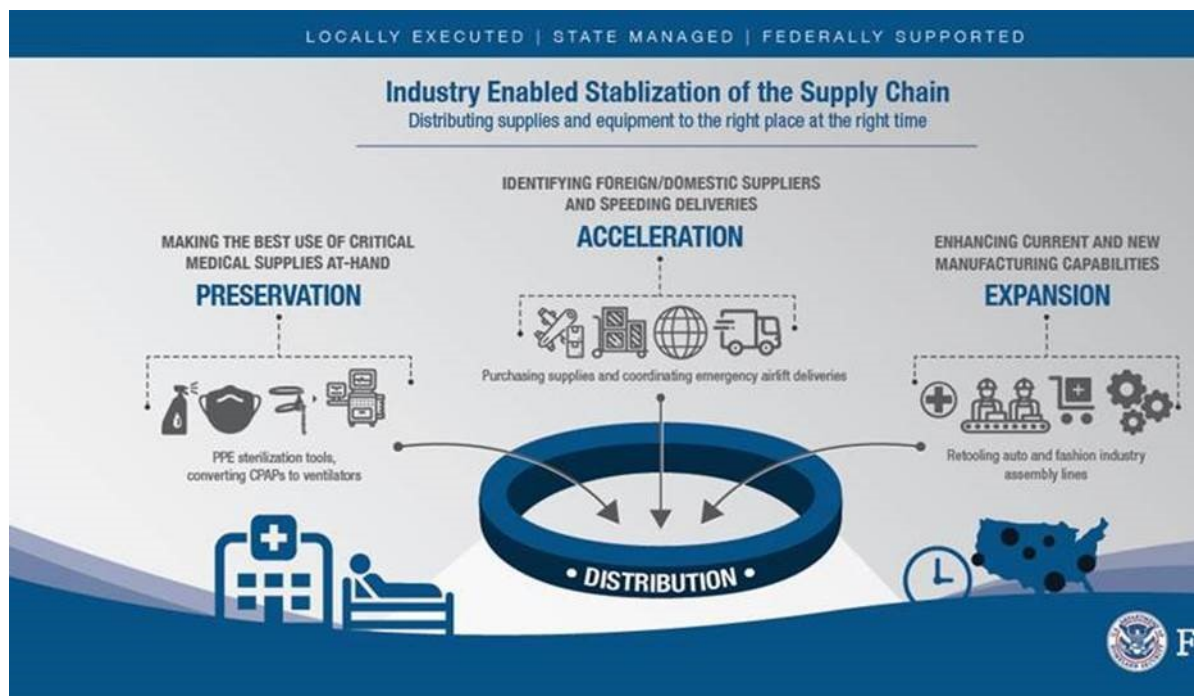 LOCALLY EXECUTED | STATE MANAGED | FEDERALLY SUPPORTED
Industry Enabled Stablization of the Supply Chain
Distributing supplies and equipment to the right place at the right time
MAKING THE BEST USE OF CRITICAL
MEDICAL SUPPLIES AT-HAND
PRESERVATION
PPE sterilization tools,
converting CPAPs to ventilators
IDENTIFYING FOREIGN/DOMESTIC SUPPLIERS
AND SPEEDING DELIVERIES
ACCELERATION
Purchasing supplies and coordinating emergency airlift deliveries
ENHANCING CURRENT AND NEW
MANUFACTURING CAPABILITIES
EXPANSION
Retooling auto and fashion industry
assembly lines
• DISTRIBUTION •
F